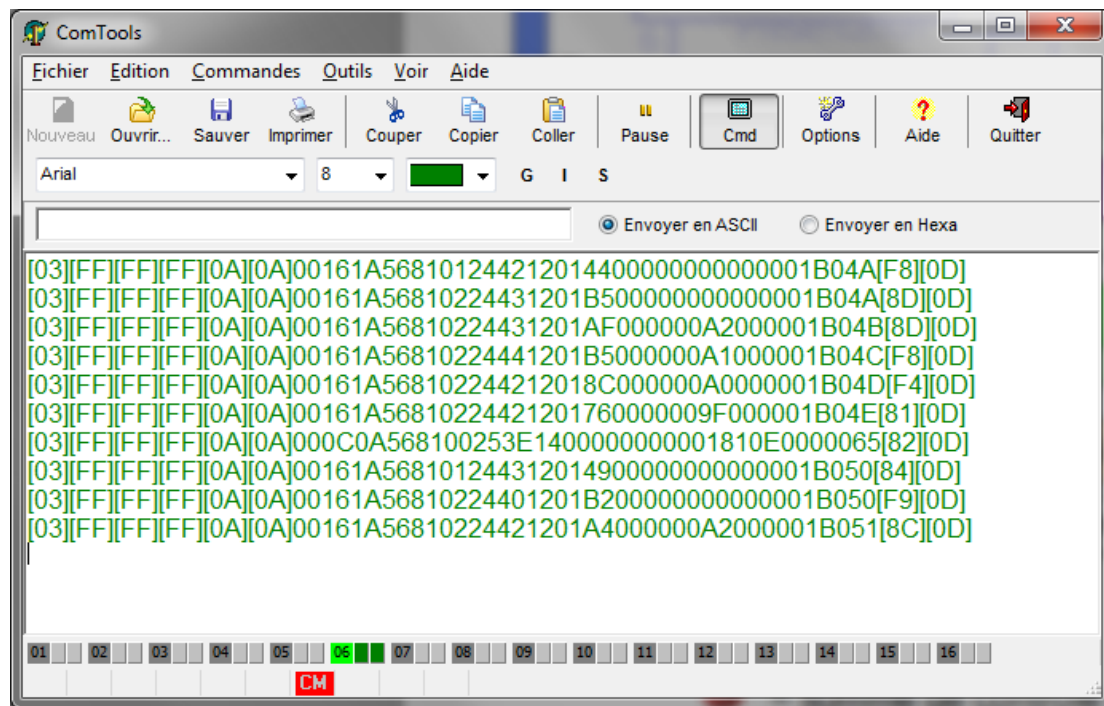 ComTools
Fichier Edition Commandes Outils Voir Aide
Nouveau Ouvrir... Sauver Imprimer Couper Copier Coller Pause Cmd Options Aide Quitter
Arial 8 G I S
Envoyer en ASCII Envoyer en Hexa
[03][FF][FF][FF][0A][0A]00161A568101244212014400000000000001B04A[F8][0D]
[03][FF][FF][FF][0A][0A]00161A56810224431201B500000000000001B04A[8D][0D]
[03][FF][FF][FF][0A][0A]00161A56810224431201AF000000A2000001B04B[8D][0D]
[03][FF][FF][FF][0A][0A]00161A56810224441201B5000000A1000001B04C[F8][0D]
[03][FF][FF][FF][0A][0A]00161A568102244212018C000000A0000001B04D[F4][0D]
[03][FF][FF][FF][0A][0A]00161A56810224421201760000009F000001B04E[81][0D]
[03][FF][FF][FF][0A][0A]000C0A568100253E1400000000001810E0000065[82][0D]
[03][FF][FF][FF][0A][0A]00161A568101244312014900000000000001B050[84][0D]
[03][FF][FF][FF][0A][0A]00161A56810224401201B200000000000001B050[F9][0D]
[03][FF][FF][FF][0A][0A]00161A56810224421201A4000000A2000001B051[8C][0D]
01 02 03 04 05 06 07 08 09 10 11 12 13 14 15 16
CM